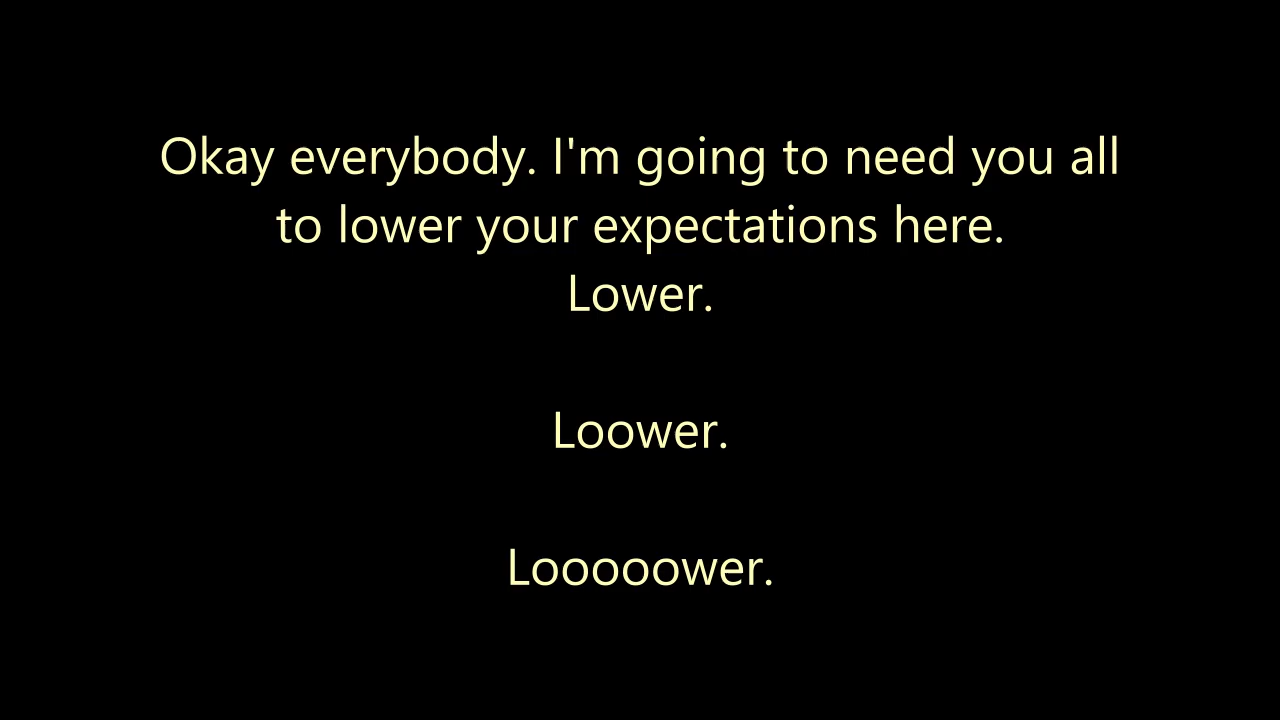 Okay everybody. I'm going to need you all
to lower your expectations here.
Lower.
Loower.
Looooower.